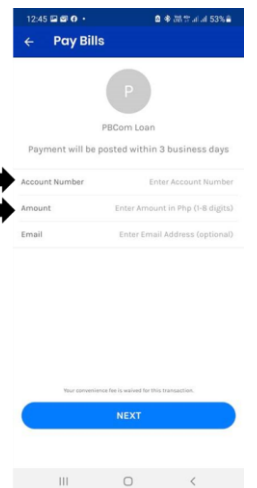 12:45 53%
Pay Bills
P
PBCom Loan
Payment will be posted within 3 business days
Account Number Enter Account Number
Amount Enter Amount in Php (1-8 digits)
Email Enter Email Address (optional)
Your convenience fee is waived for this transaction.
NEXT